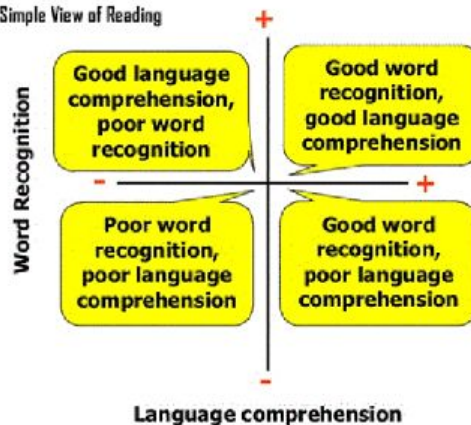 Simple View of Reading
+
Good language
comprehension,
poor word
recognition
Good word
recognition,
good language
comprehension
Word Recognition
-
+
Poor word
recognition,
poor language
comprehension
Good word
recognition,
poor language
comprehension
-
Language comprehension